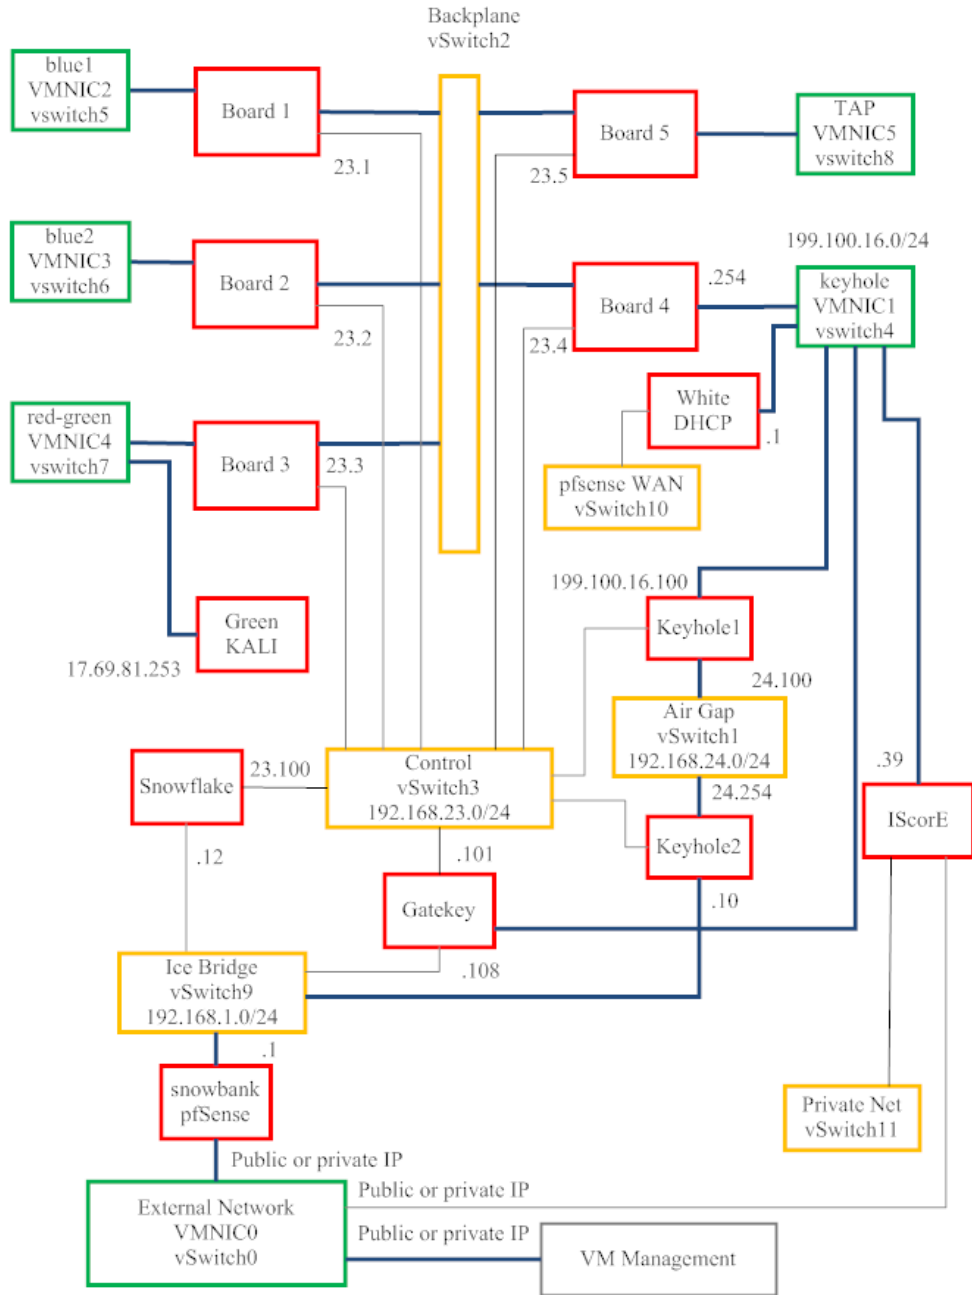 Backplane
vSwitch2
blue1
VMNIC2
vswitch5
Board 1
Board 5
TAP
VMNIC5
vswitch8
23.1
23.5
blue2
VMNIC3
vswitch6
Board 2
Board 4
199.100.16.0/24
.254
keyhole
VMNIC1
vswitch4
23.2
23.4
White
DHCP
.1
red-green
VMNIC4
vswitch7
Board 3
23.3
pfsense WAN
vSwitch10
199.100.16.100
Green
KALI
17.69.81.253
Keyhole1
24.100
Air Gap
vSwitch1
192.168.24.0/24
24.254
Snowflake
23.100
Control
vSwitch3
192.168.23.0/24
.39
IScorE
Keyhole2
.12
.101
.10
Gatekey
.108
Ice Bridge
vSwitch9
192.168.1.0/24
.1
snowbank
pfSense
Private Net
vSwitch11
Public or private IP
Public or private IP
External Network
VMNIC0
vSwitch0
Public or private IP
VM Management